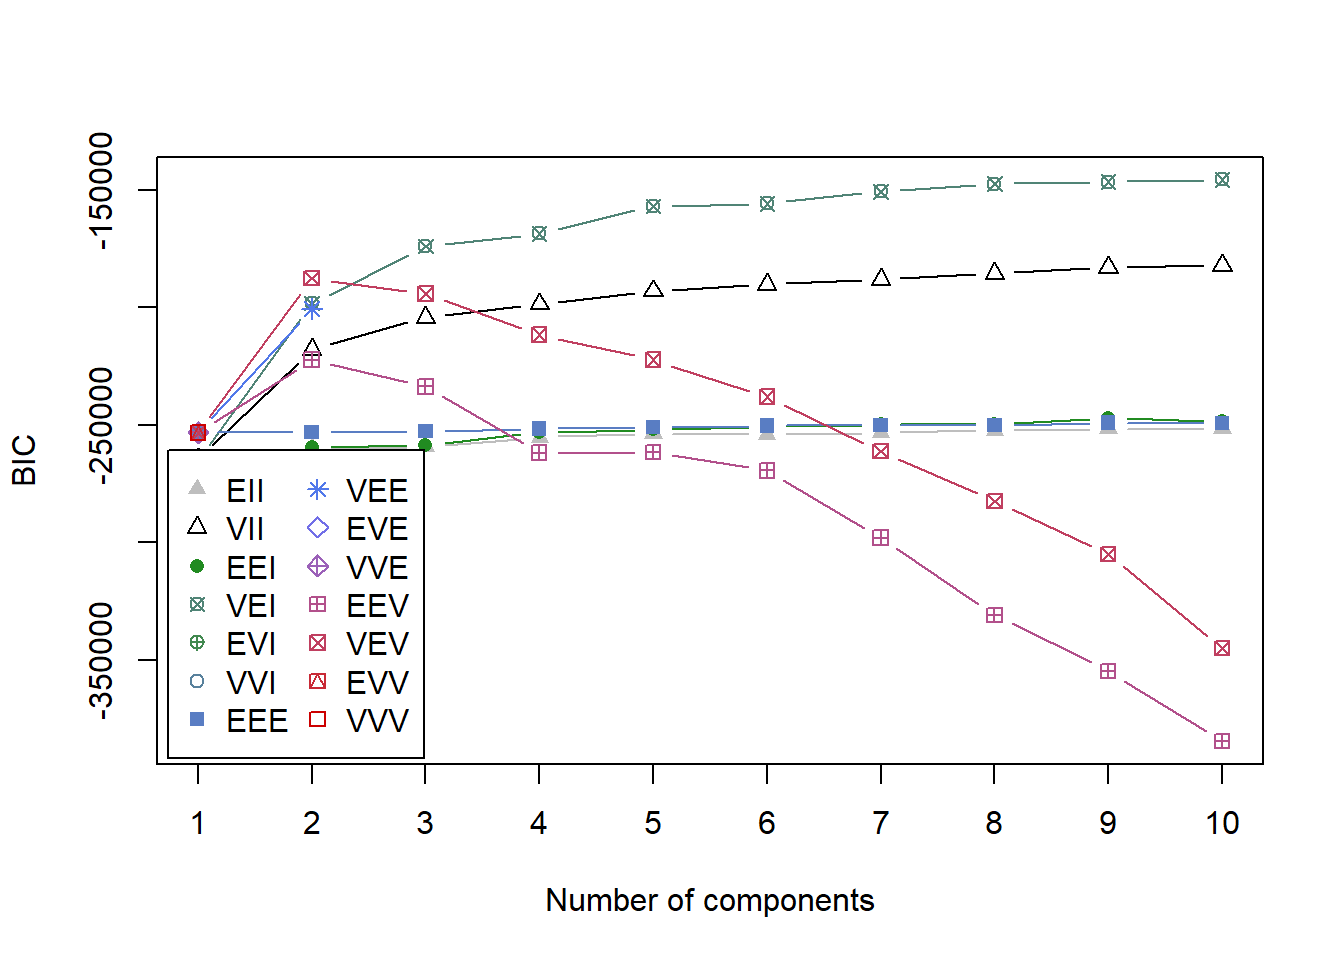 -150000
-250000
-350000
BIC
EII VEE
VII EVE
EEI VVE
VEI EEV
EVI VEV
VVI EVV
EEE VVV
1 2 3 4 5 6 7 8 9 10
Number of components